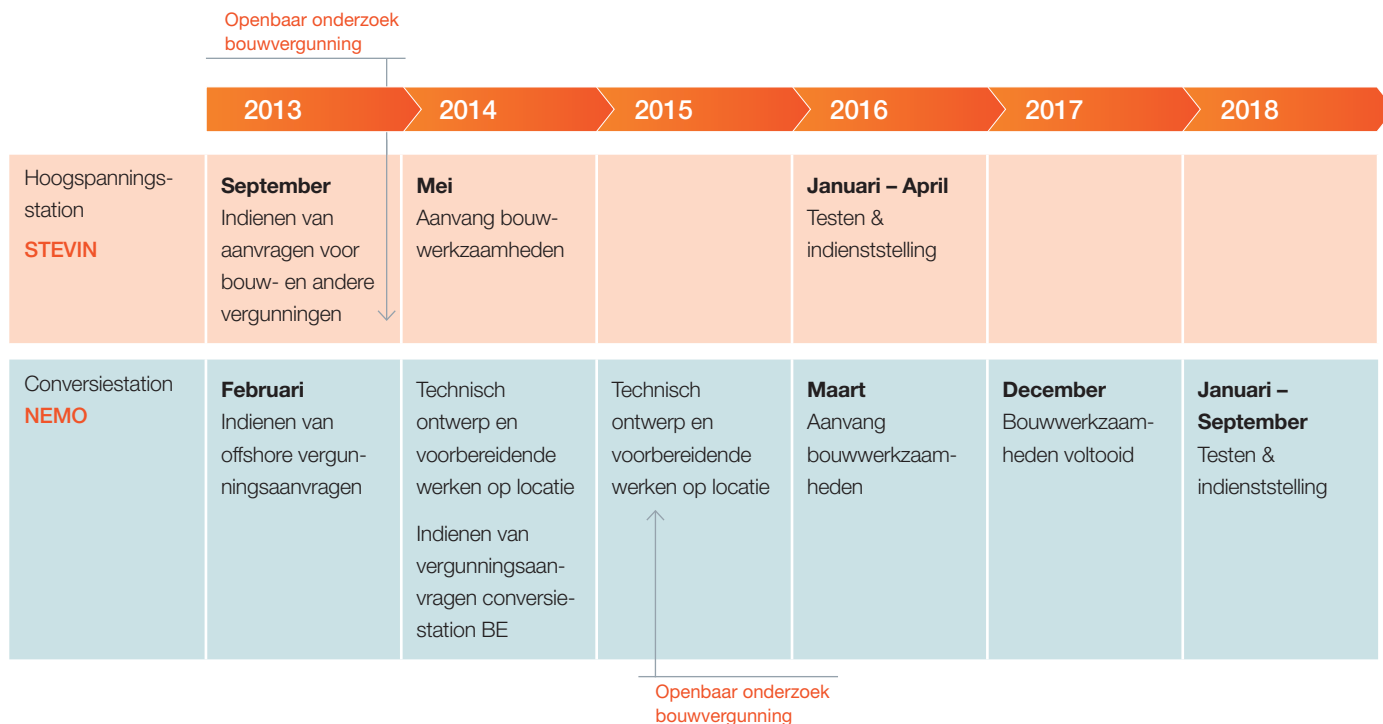 Openbaar onderzoek
bouwvergunning
2013
2014
2015
2016
2017
2018
Hoogspannings-
station
STEVIN
September
Indienen van
aanvragen voor
bouw- en andere
vergunningen
Mei
Aanvang bouw-
werkzaamheden
Januari – April
Testen &
indienststelling
Conversiestation
NEMO
Februari
Indienen van
offshore vergun-
ningsaanvragen
Technisch
ontwerp en
voorbereidende
werken op locatie
Indienen van
vergunningsaan-
vragen conversie-
station BE
Technisch
ontwerp en
voorbereidende
werken op locatie
Maart
Aanvang
bouwwerkzaam-
heden
December
Bouwwerkzaam-
heden voltooid
Januari –
September
Testen &
indienststelling
Openbaar onderzoek
bouwvergunning